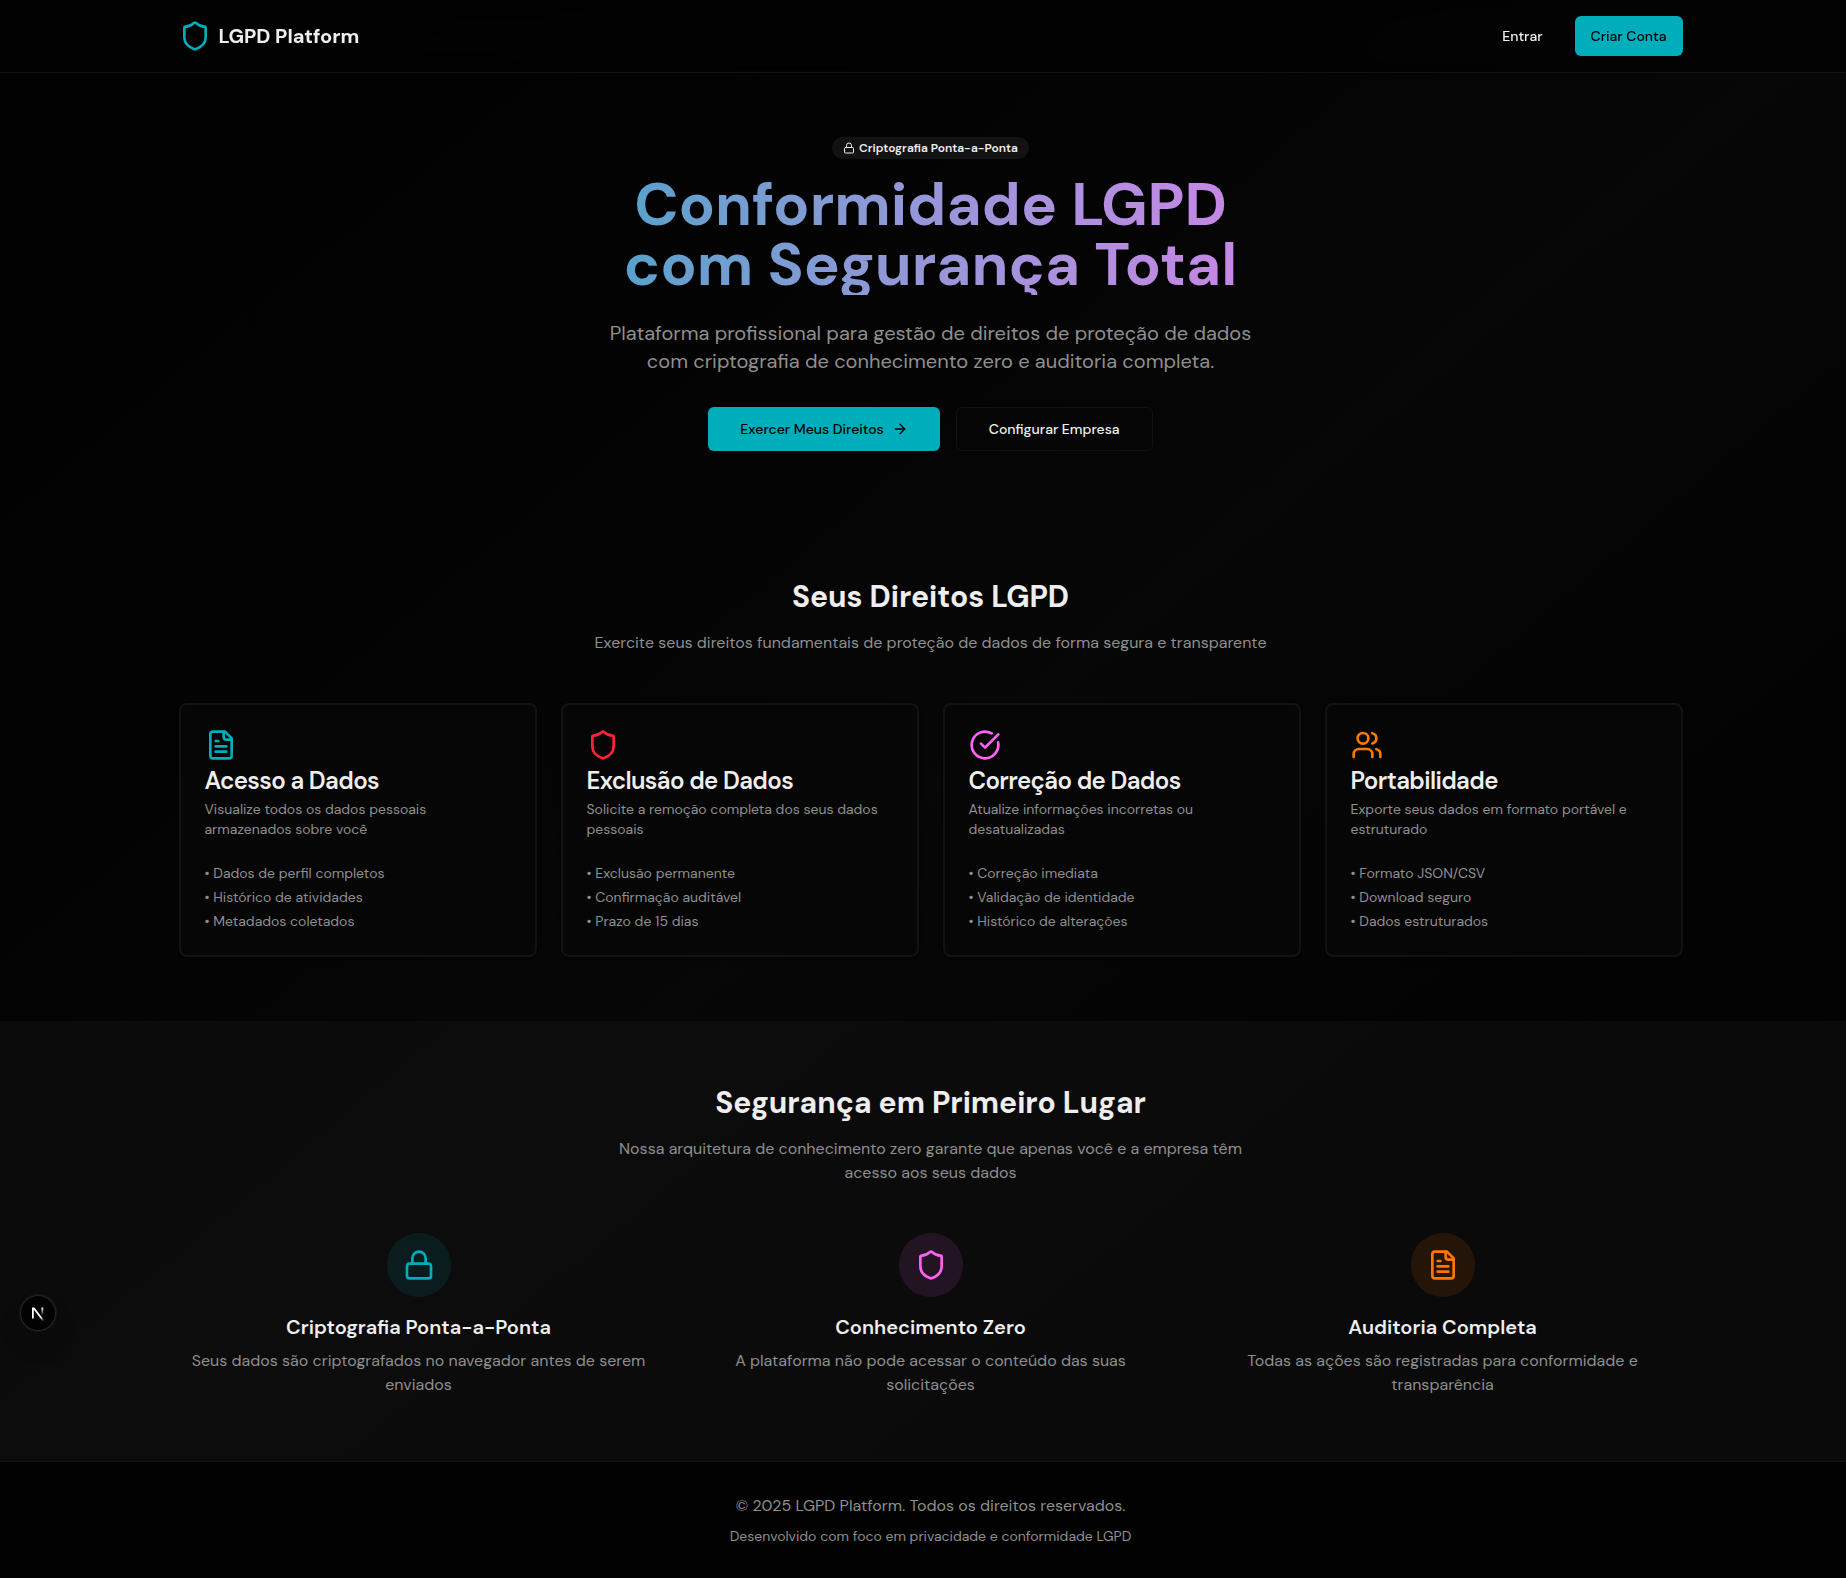 LGPD Platform
Entrar
Criar Conta
Criptografia Ponta-a-Ponta
Conformidade LGPD
com Segurança Total
Plataforma profissional para gestão de direitos de proteção de dados
com criptografia de conhecimento zero e auditoria completa.
Exercer Meus Direitos →
Configurar Empresa
Seus Direitos LGPD
Exercite seus direitos fundamentais de proteção de dados de forma segura e transparente
Acesso a Dados
Visualize todos os dados pessoais
armazenados sobre você
• Dados de perfil completos
• Histórico de atividades
• Metadados coletados
Exclusão de Dados
Solicite a remoção completa dos seus dados
pessoais
• Exclusão permanente
• Confirmação auditável
• Prazo de 15 dias
Correção de Dados
Atualize informações incorretas ou
desatualizadas
• Correção imediata
• Validação de identidade
• Histórico de alterações
Portabilidade
Exporte seus dados em formato portável e
estruturado
• Formato JSON/CSV
• Download seguro
• Dados estruturados
Segurança em Primeiro Lugar
Nossa arquitetura de conhecimento zero garante que apenas você e a empresa têm
acesso aos seus dados
Criptografia Ponta-a-Ponta
Seus dados são criptografados no navegador antes de serem
enviados
Conhecimento Zero
A plataforma não pode acessar o conteúdo das suas
solicitações
Auditoria Completa
Todas as ações são registradas para conformidade e
transparência
N
© 2025 LGPD Platform. Todos os direitos reservados.
Desenvolvido com foco em privacidade e conformidade LGPD